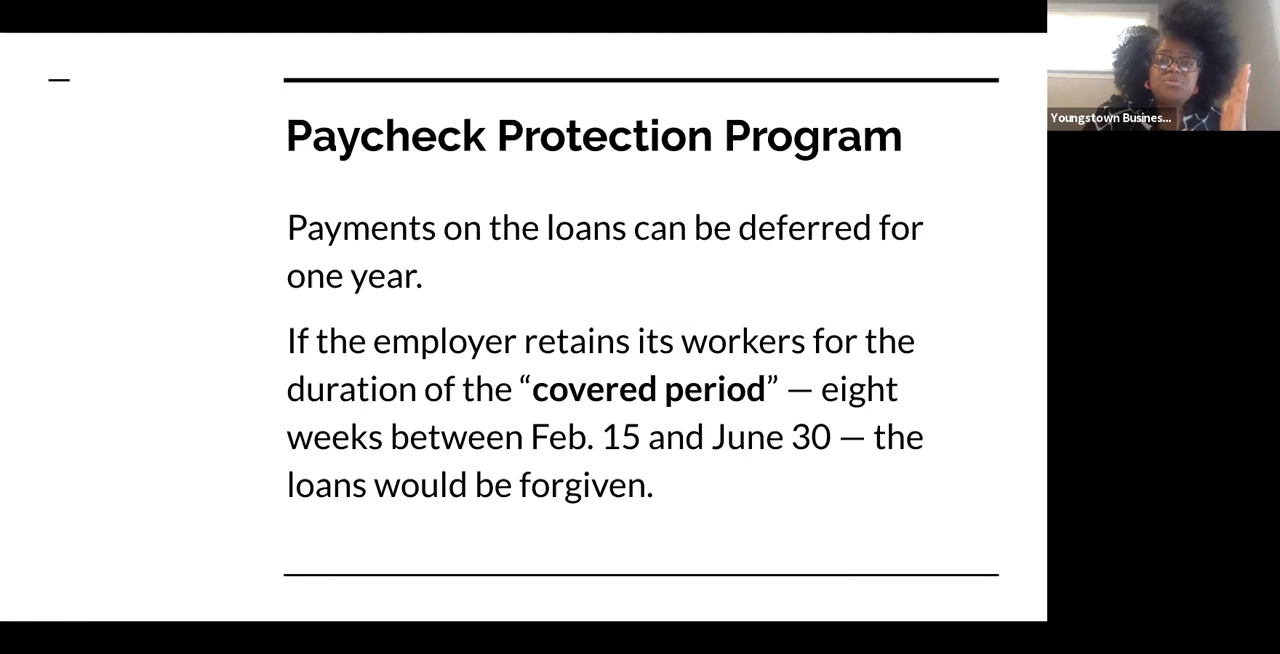 Paycheck Protection Program
Payments on the loans can be deferred for
one year.
If the employer retains its workers for the
duration of the “covered period” — eight
weeks between Feb. 15 and June 30 — the
loans would be forgiven.
Youngstown Busines...